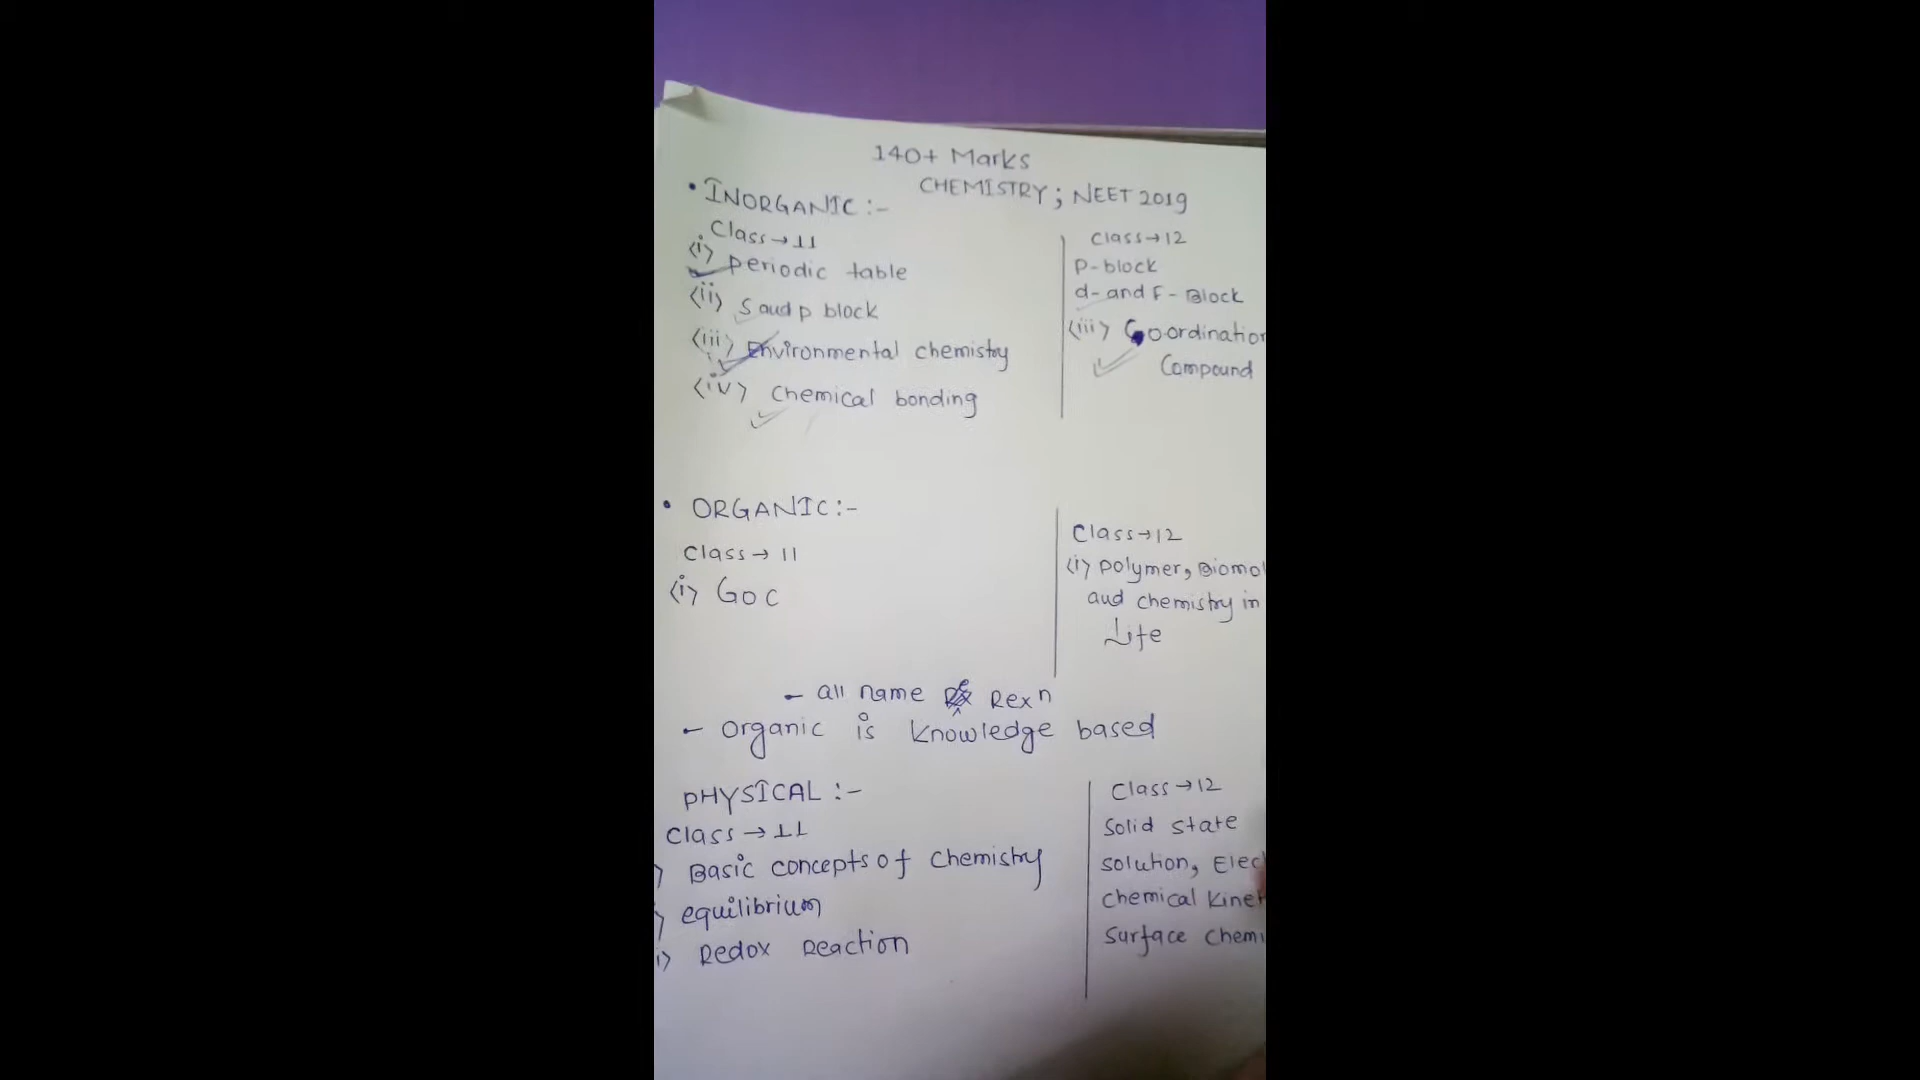 140+ Marks
CHEMISTRY; NEET 2019
• INORGANIC :-
Class → 11
(i) Periodic table
(ii) S and p block
(iii) Environmental chemistry
(iv) Chemical bonding
Class → 12
P-block
d- and F- Block
(iii) Coordination
Compound
• ORGANIC :-
Class → 11
(i) GOC
Class → 12
(i) polymer, Biomol
and chemistry in
Life
- all name Rexn
- Organic is knowledge based
PHYSICAL :-
Class → 11
) Basic concepts of Chemistry
) equilibrium
i) Redox Reaction
Class → 12
Solid state
Solution, Elec
Chemical Kinet
Surface Chemi